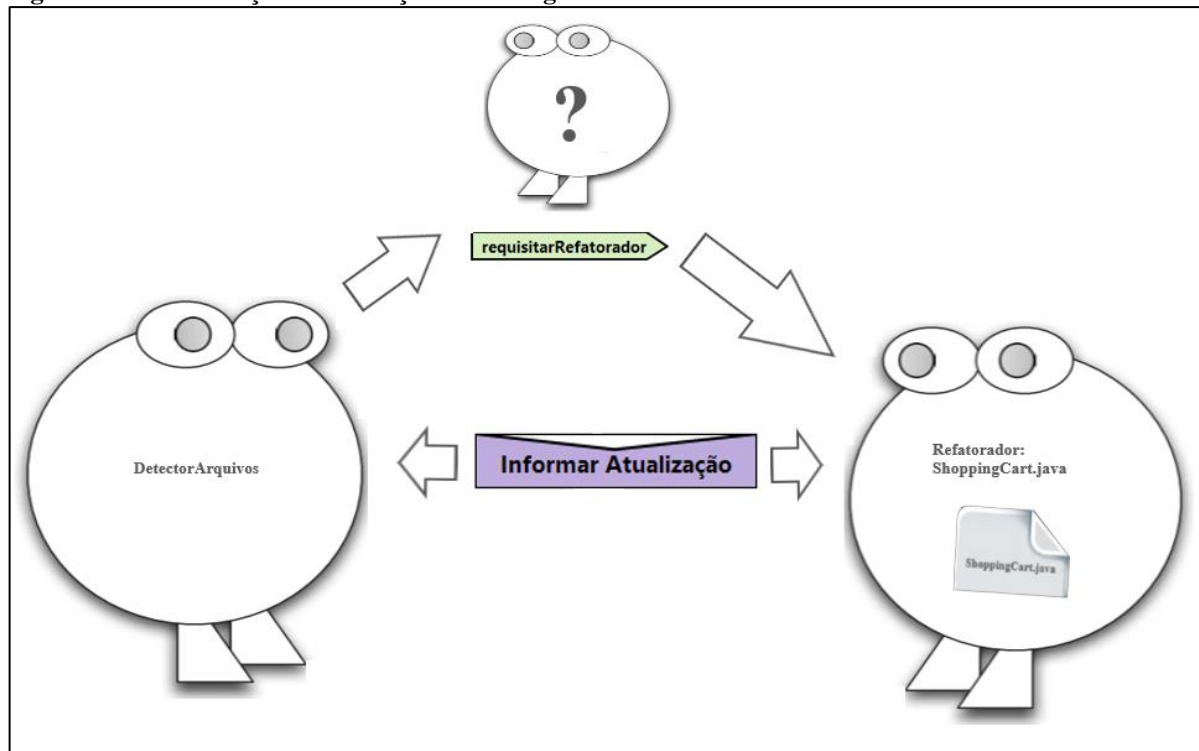 ?
requisitarRefatorador
DetectorArquivos
Informar Atualização
Refatorador:
ShoppingCart.java
ShoppingCart.java